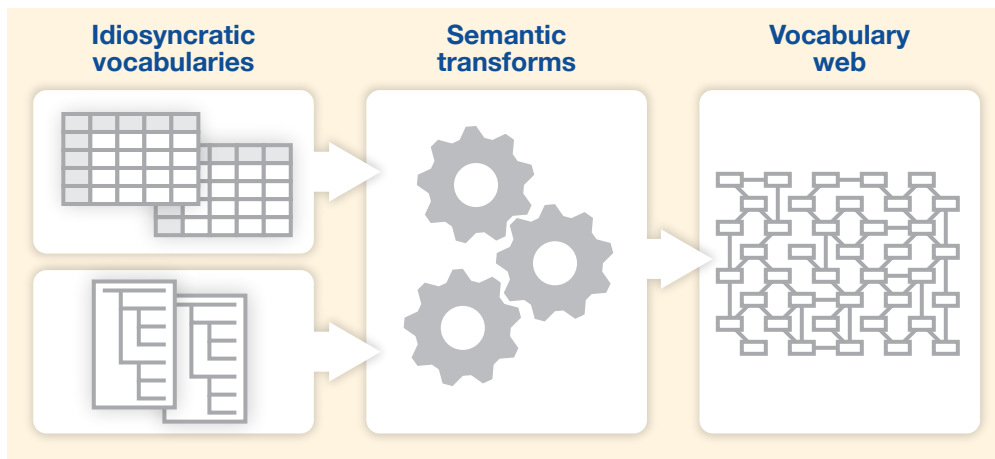 Idiosyncratic
vocabularies
Semantic
transforms
Vocabulary
web